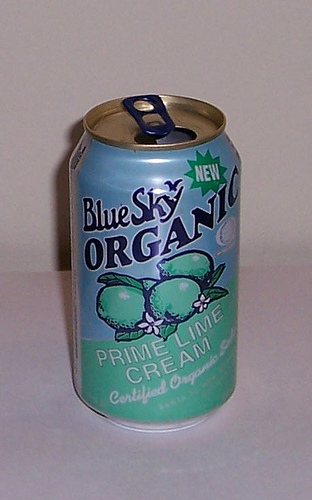 NEW
Blue Sky
ORGANIC
PRIME LIME
CREAM
Certified Organic